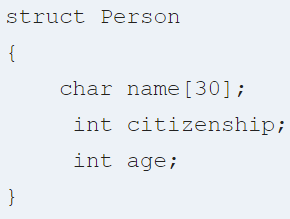 struct Person
{
    char name[30];
     int citizenship;
     int age;
}